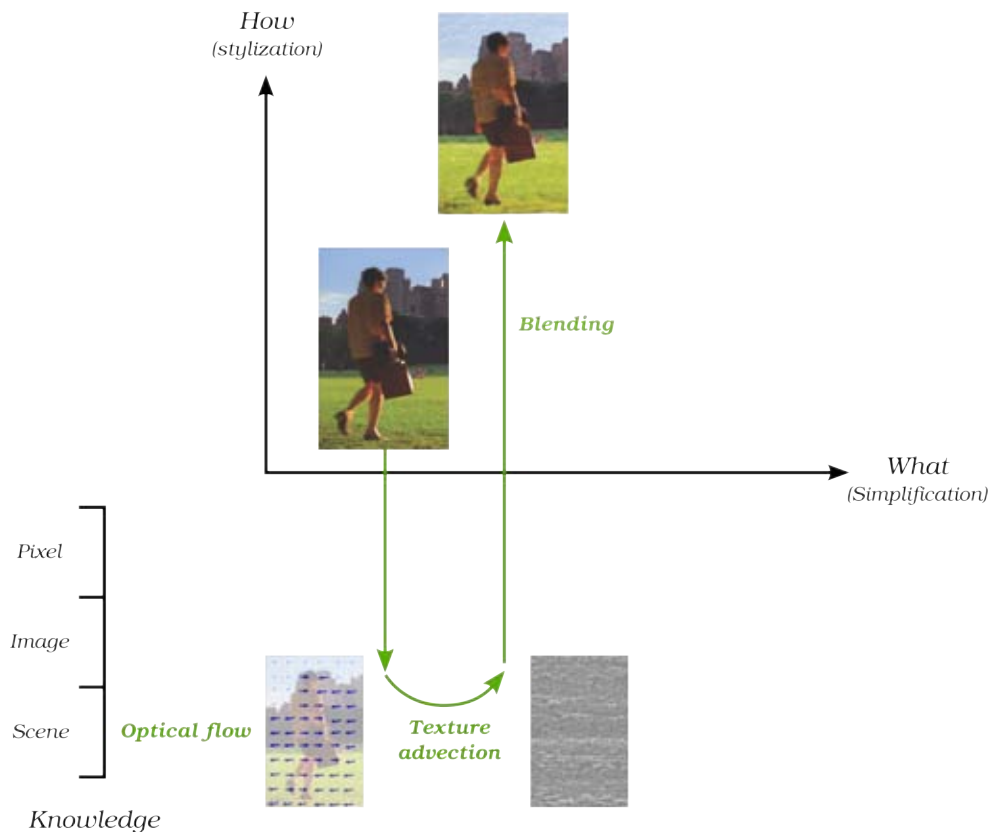 How
(stylization)
Blending
What
(Simplification)
Pixel
Image
Scene
Optical flow
Texture
advection
Knowledge